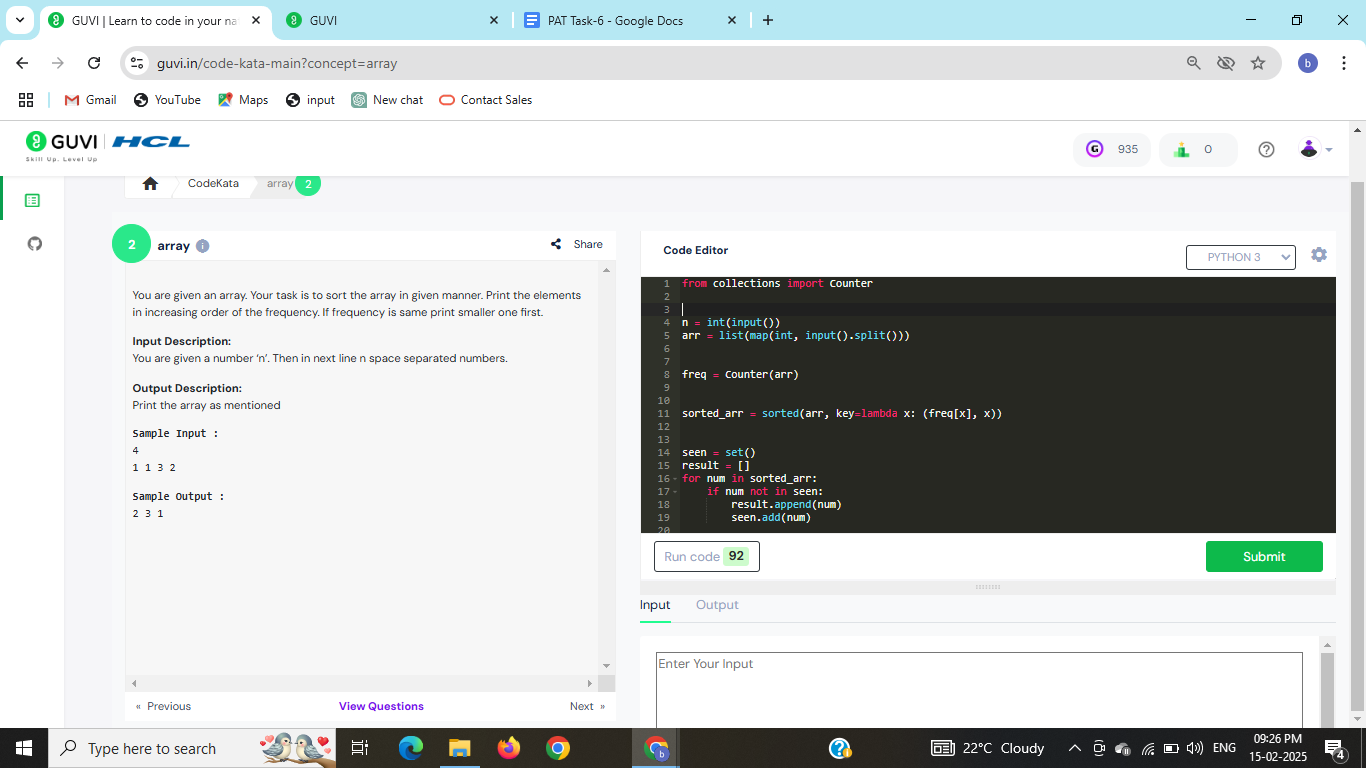 GUVI | Learn to code in your na
GUVI
PAT Task-6 - Google Docs
guvi.in/code-kata-main?concept=array
b
Gmail
YouTube
Maps
input
New chat
Contact Sales
GUVI
HCL
Skill Up. Level Up
G 935
0
CodeKata
array
2
2
array
Share
You are given an array. Your task is to sort the array in given manner. Print the elements
in increasing order of the frequency. If frequency is same print smaller one first.
Input Description:
You are given a number ‘n’. Then in next line n space separated numbers.
Output Description:
Print the array as mentioned
Sample Input :
4
1 1 3 2
Sample Output :
2 3 1
« Previous
View Questions
Next »
Code Editor
PYTHON 3
1 from collections import Counter
2
3
4 n = int(input())
5 arr = list(map(int, input().split()))
6
7
8 freq = Counter(arr)
9
10
11 sorted_arr = sorted(arr, key=lambda x: (freq[x], x))
12
13
14 seen = set()
15 result = []
16 for num in sorted_arr:
17 if num not in seen:
18 result.append(num)
19 seen.add(num)
20
Run code 92
Submit
Input
Output
Enter Your Input
Type here to search
b
22°C Cloudy
ENG
09:26 PM
15-02-2025
4